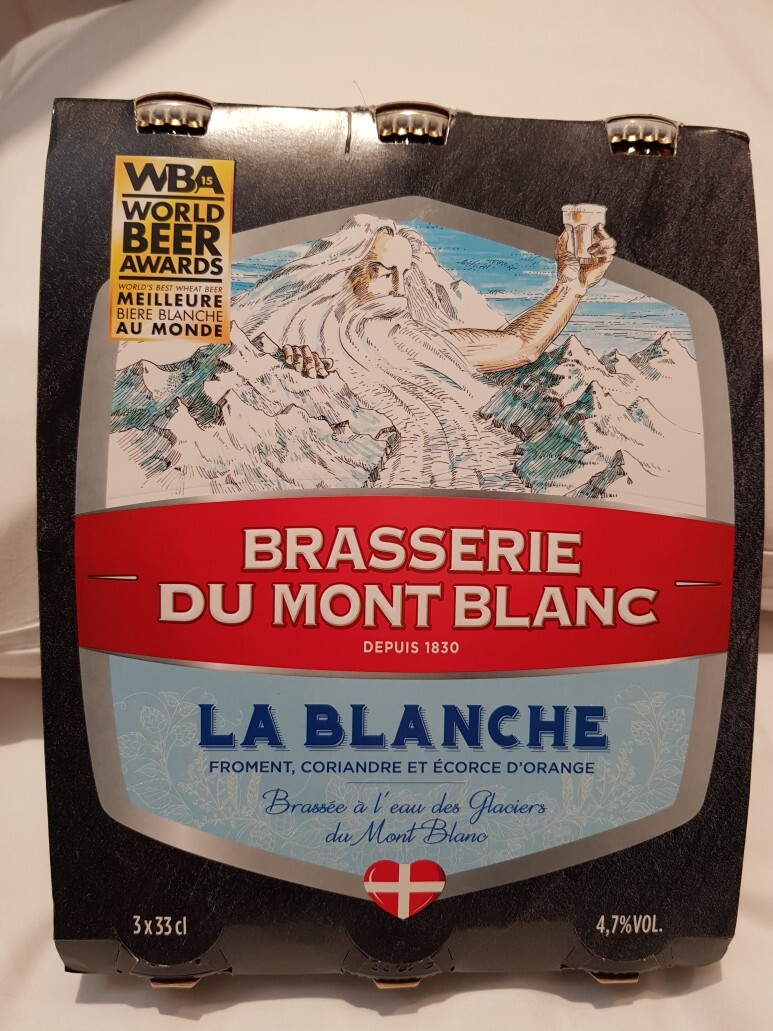 WBA 15
WORLD
BEER
AWARDS
WORLD'S BEST WHEAT BEER
MEILLEURE
BIÈRE BLANCHE
AU MONDE
BRASSERIE
DU MONT BLANC
DEPUIS 1830
LA BLANCHE
FROMENT, CORIANDRE ET ÉCORCE D'ORANGE
Brassée à l'eau des Glaciers
du Mont Blanc
3 x 33 cl
4,7%VOL.